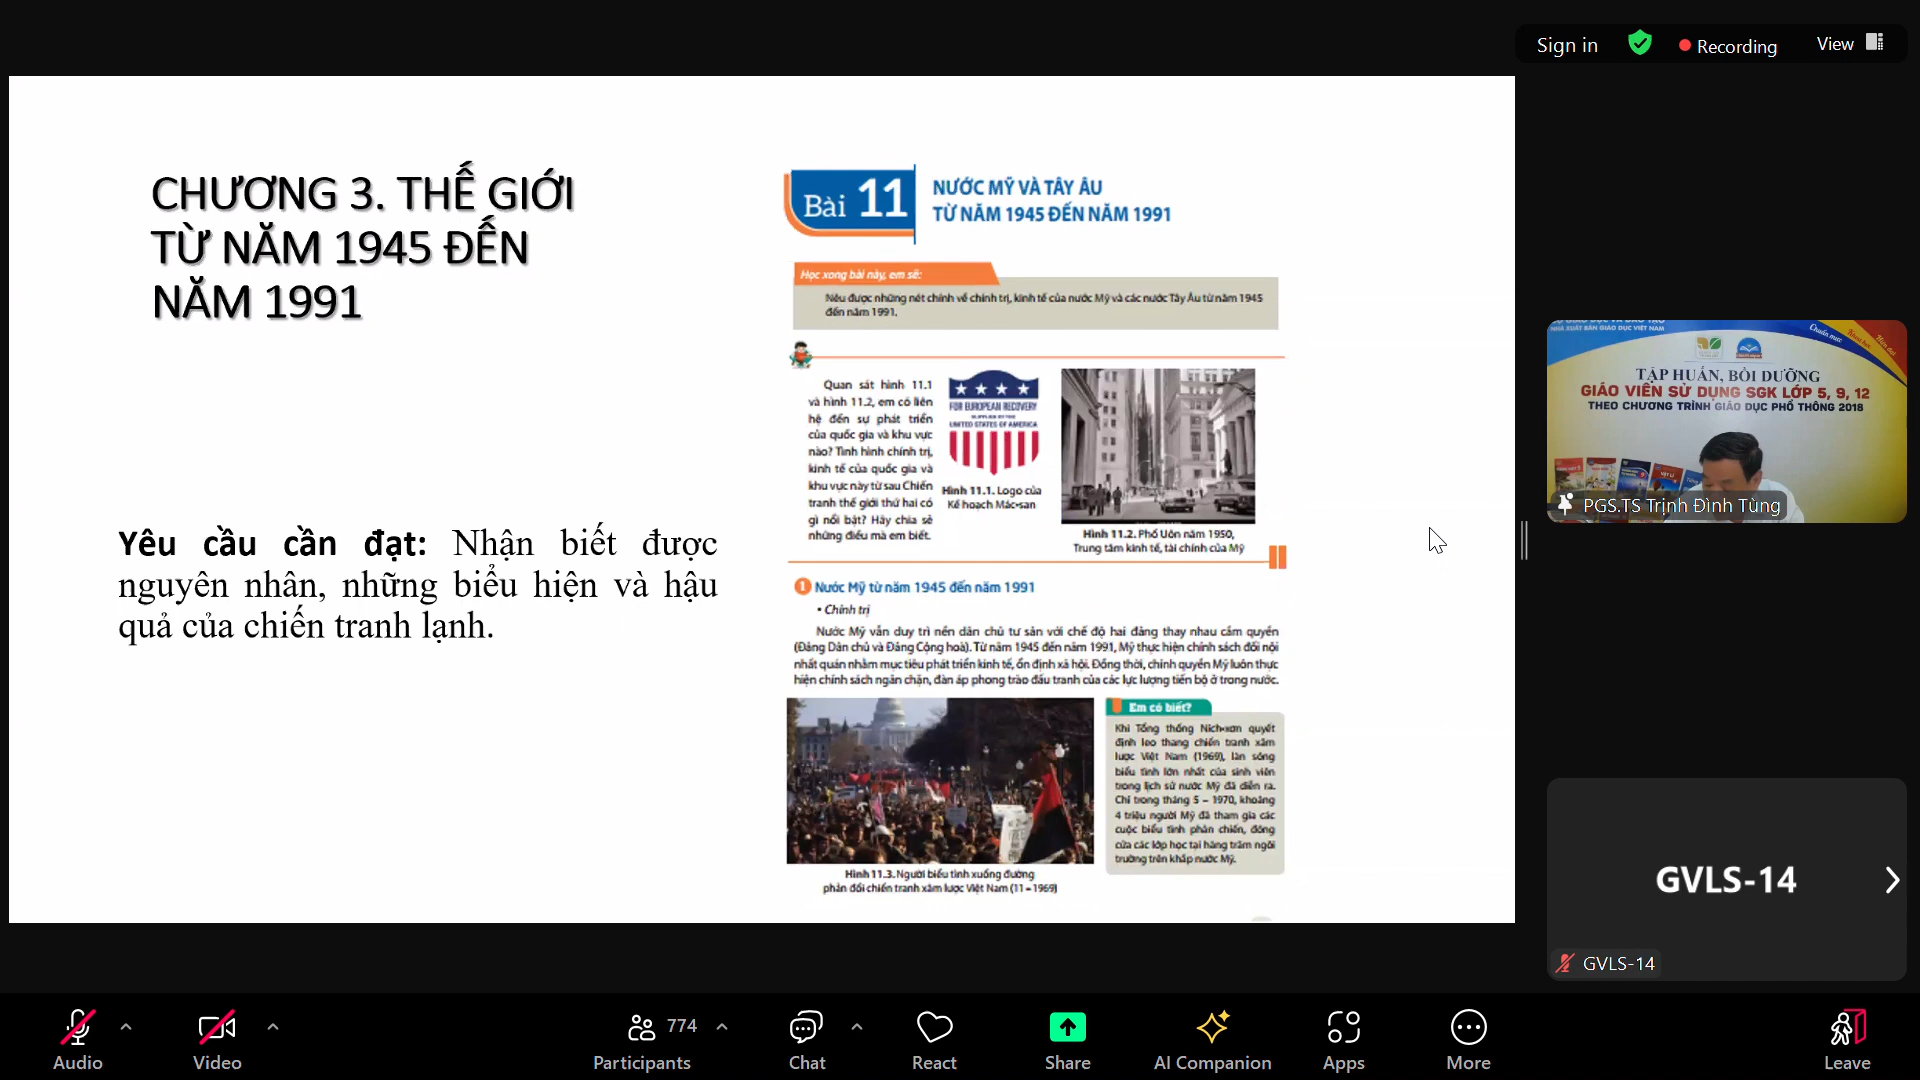 Sign in
Recording
View
CHƯƠNG 3. THẾ GIỚI
TỪ NĂM 1945 ĐẾN
NĂM 1991
Yêu cầu cần đạt: Nhận biết được
nguyên nhân, những biểu hiện và hậu
quả của chiến tranh lạnh.
Bài 11
NƯỚC MỸ VÀ TÂY ÂU
TỪ NĂM 1945 ĐẾN NĂM 1991
Học xong bài này, em sẽ:
Nêu được những nét chính về chính trị, kinh tế của nước Mỹ và các nước Tây Âu từ năm 1945
đến năm 1991.
Quan sát hình 11.1
và hình 11.2, em có liên
hệ đến sự phát triển
của quốc gia và khu vực
nào? Tình hình chính trị,
kinh tế của quốc gia và
khu vực này từ sau Chiến
tranh thế giới thứ hai có
gì nổi bật? Hãy chia sẻ
những điều mà em biết.
FOR EUROPEAN RECOVERY
SUPPLIED BY THE
UNITED STATES OF AMERICA
Hình 11.1. Logo của
Kế hoạch Mác-san
Hình 11.2. Phố Uôn năm 1950,
Trung tâm kinh tế, tài chính của Mỹ
1 Nước Mỹ từ năm 1945 đến năm 1991
• Chính trị
Nước Mỹ vẫn duy trì nền dân chủ tư sản với chế độ hai đảng thay nhau cầm quyền
(Đảng Dân chủ và Đảng Cộng hoà). Từ năm 1945 đến năm 1991, Mỹ thực hiện chính sách đối nội
nhất quán nhằm mục tiêu phát triển kinh tế, ổn định xã hội. Đồng thời, chính quyền Mỹ luôn thực
hiện chính sách ngăn chặn, đàn áp phong trào đấu tranh của các lực lượng tiến bộ ở trong nước.
Hình 11.3. Người biểu tình xuống đường
phản đối chiến tranh xâm lược Việt Nam (11 – 1969)
Em có biết?
Khi Tổng thống Ních-xơn quyết
định leo thang chiến tranh xâm
lược Việt Nam (1969), làn sóng
biểu tình lớn nhất của sinh viên
trong lịch sử nước Mỹ đã diễn ra.
Chỉ trong tháng 5 – 1970, khoảng
4 triệu người Mỹ đã tham gia các
cuộc biểu tình phản chiến, đóng
cửa các lớp học tại hàng trăm ngôi
trường trên khắp nước Mỹ.
NHÀ XUẤT BẢN GIÁO DỤC VIỆT NAM
Chuẩn mực
TẬP HUẤN, BỒI DƯỠNG
GIÁO VIÊN SỬ DỤNG SGK LỚP 5, 9, 12
THEO CHƯƠNG TRÌNH GIÁO DỤC PHỔ THÔNG 2018
PGS.TS Trịnh Đình Tùng
GVLS-14
GVLS-14
Audio
Video
774
Participants
Chat
React
Share
AI Companion
Apps
More
Leave